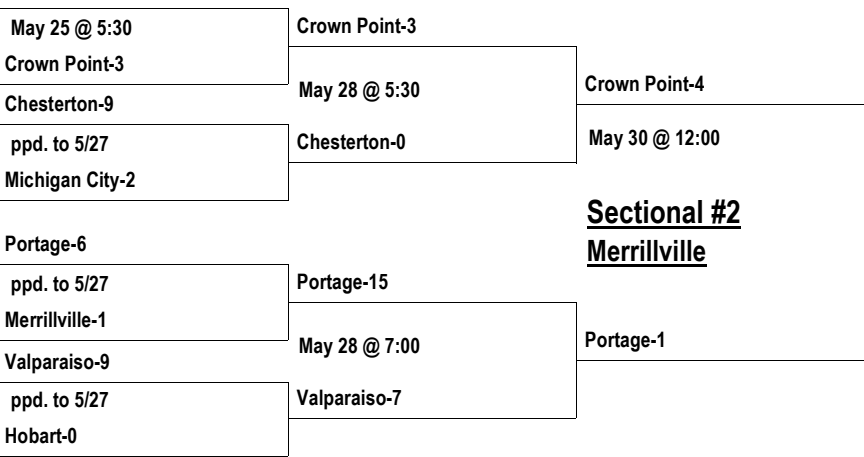 May 25 @ 5:30
Crown Point-3
Chesterton-9
ppd. to 5/27
Michigan City-2
Portage-6
ppd. to 5/27
Merrillville-1
Valparaiso-9
ppd. to 5/27
Hobart-0
Crown Point-3
May 28 @ 5:30
Chesterton-0
Portage-15
May 28 @ 7:00
Valparaiso-7
Crown Point-4
May 30 @ 12:00
Sectional #2
Merrillville
Portage-1